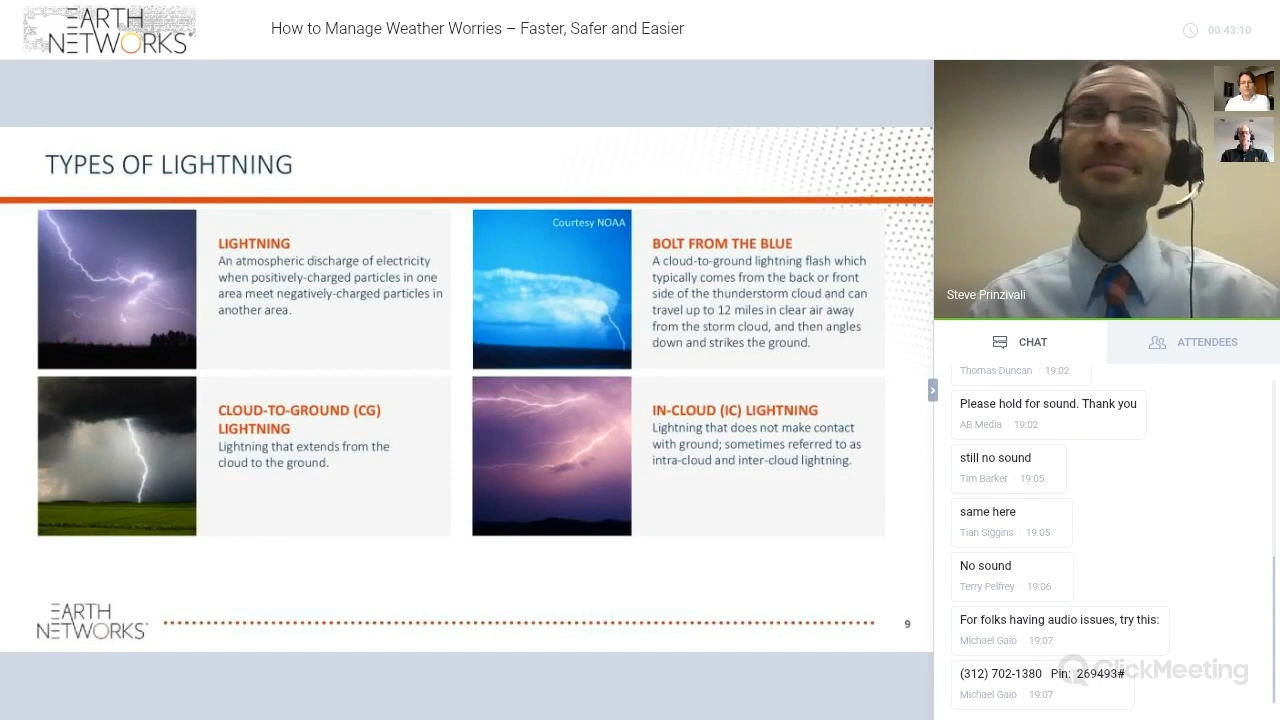 EARTH
NETWORKS
How to Manage Weather Worries – Faster, Safer and Easier
00:43:10
TYPES OF LIGHTNING
LIGHTNING
An atmospheric discharge of electricity
when positively-charged particles in one
area meet negatively-charged particles in
another area.
Courtesy NOAA
BOLT FROM THE BLUE
A cloud-to-ground lightning flash which
typically comes from the back or front
side of the thunderstorm cloud and can
travel up to 12 miles in clear air away
from the storm cloud, and then angles
down and strikes the ground.
CLOUD-TO-GROUND (CG)
LIGHTNING
Lightning that extends from the
cloud to the ground.
IN-CLOUD (IC) LIGHTNING
Lightning that does not make contact
with ground; sometimes referred to as
intra-cloud and inter-cloud lightning.
EARTH
NETWORKS
9
Steve Prinzivali
CHAT
ATTENDEES
Thomas Duncan 19:02
Please hold for sound. Thank you
AB Media 19:02
still no sound
Tim Barker 19:05
same here
Tian Siggins 19:05
No sound
Terry Pelfrey 19:06
For folks having audio issues, try this:
Michael Gaio 19:07
(312) 702-1380 Pin: 269493#
Michael Gaio 19:07
ClickMeeting